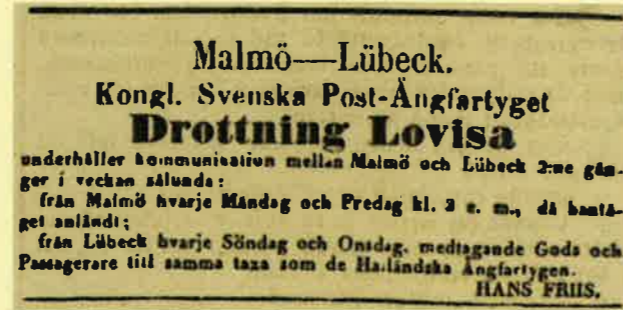 Malmö—Lübeck.
Kongl. Svenska Post-Ångfartyget
Drottning Lovisa
underhåller kommunikation mellan Malmö och Lübeck 2:ne gån-
ger i veckan sålunda:
från Malmö hvarje Måndag och Fredag kl. 2 e. m., då bantå-
get anländt;
från Lübeck hvarje Söndag och Onsdag, medtagande Gods och
Passagerare till samma taxa som de Halländska Ångfartygen.
HANS FRIIS.